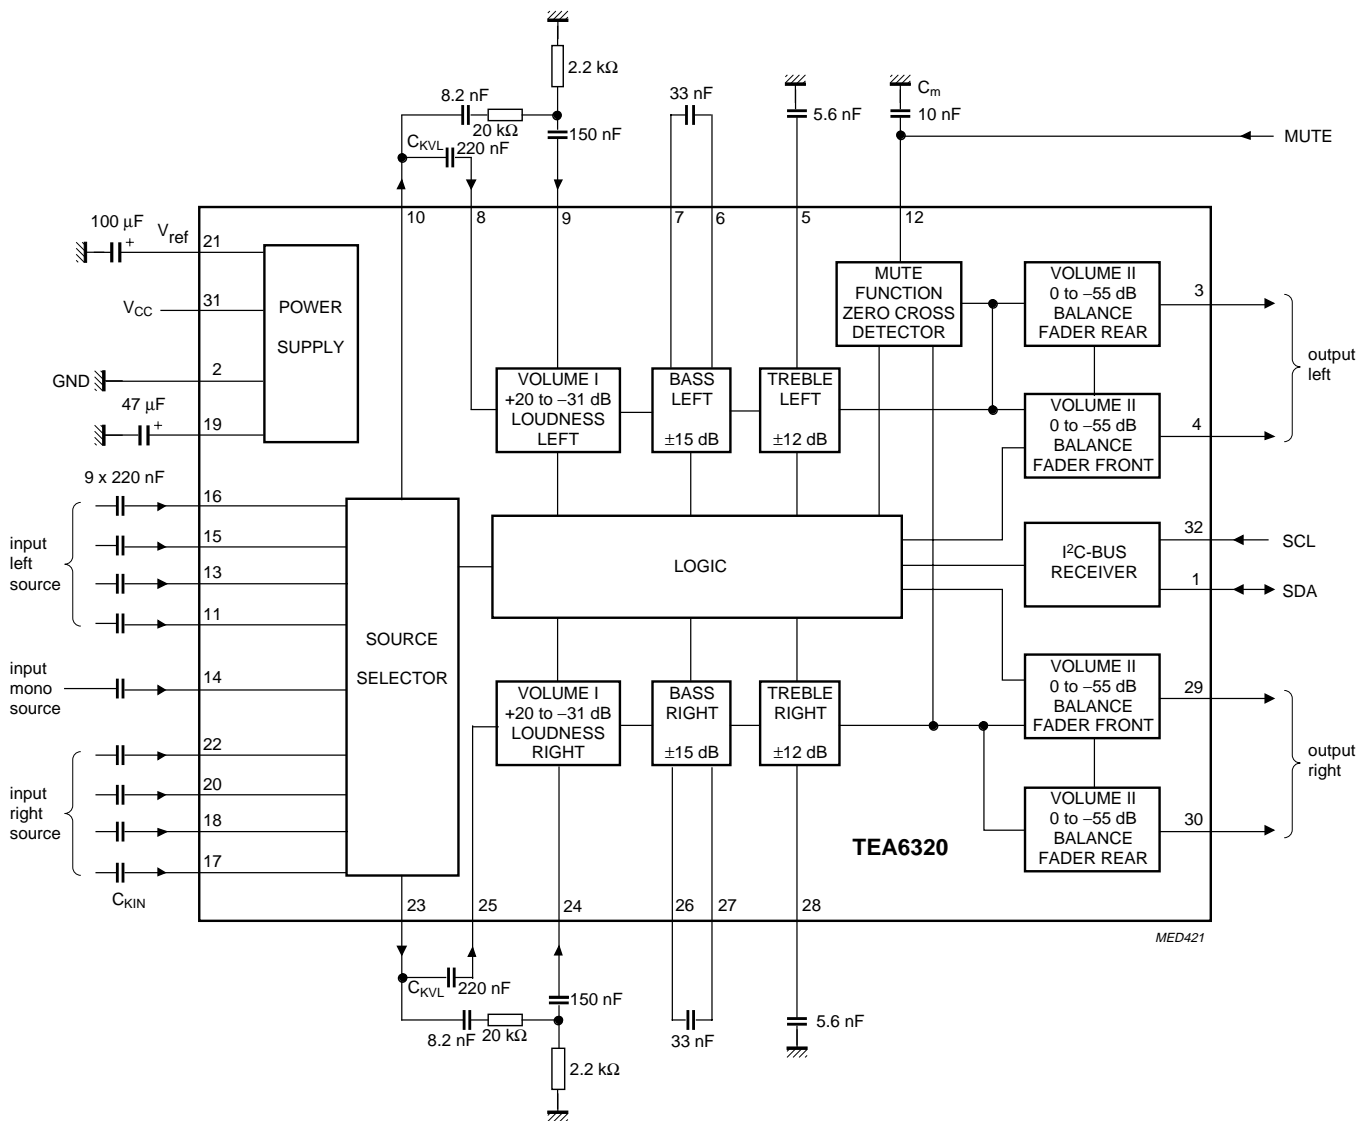 2.2 kΩ
8.2 nF
20 kΩ
150 nF
C_KVL
220 nF
33 nF
5.6 nF
C_m
10 nF
MUTE
10
8
9
7
6
5
12
100 μF
+
V_ref
21
V_CC
31
GND
2
47 μF
+
19
POWER
SUPPLY
MUTE
FUNCTION
ZERO CROSS
DETECTOR
VOLUME II
0 to −55 dB
BALANCE
FADER REAR
3
VOLUME II
0 to −55 dB
BALANCE
FADER FRONT
4
output
left
VOLUME I
+20 to −31 dB
LOUDNESS
LEFT
BASS
LEFT
±15 dB
TREBLE
LEFT
±12 dB
9 x 220 nF
16
15
13
11
input
left
source
input
mono
source
14
22
20
18
17
input
right
source
C_KIN
SOURCE
SELECTOR
LOGIC
I²C-BUS
RECEIVER
32
SCL
1
SDA
VOLUME I
+20 to −31 dB
LOUDNESS
RIGHT
BASS
RIGHT
±15 dB
TREBLE
RIGHT
±12 dB
VOLUME II
0 to −55 dB
BALANCE
FADER FRONT
29
VOLUME II
0 to −55 dB
BALANCE
FADER REAR
30
output
right
TEA6320
23
25
24
26
27
28
MED421
C_KVL
220 nF
150 nF
8.2 nF
20 kΩ
33 nF
5.6 nF
2.2 kΩ